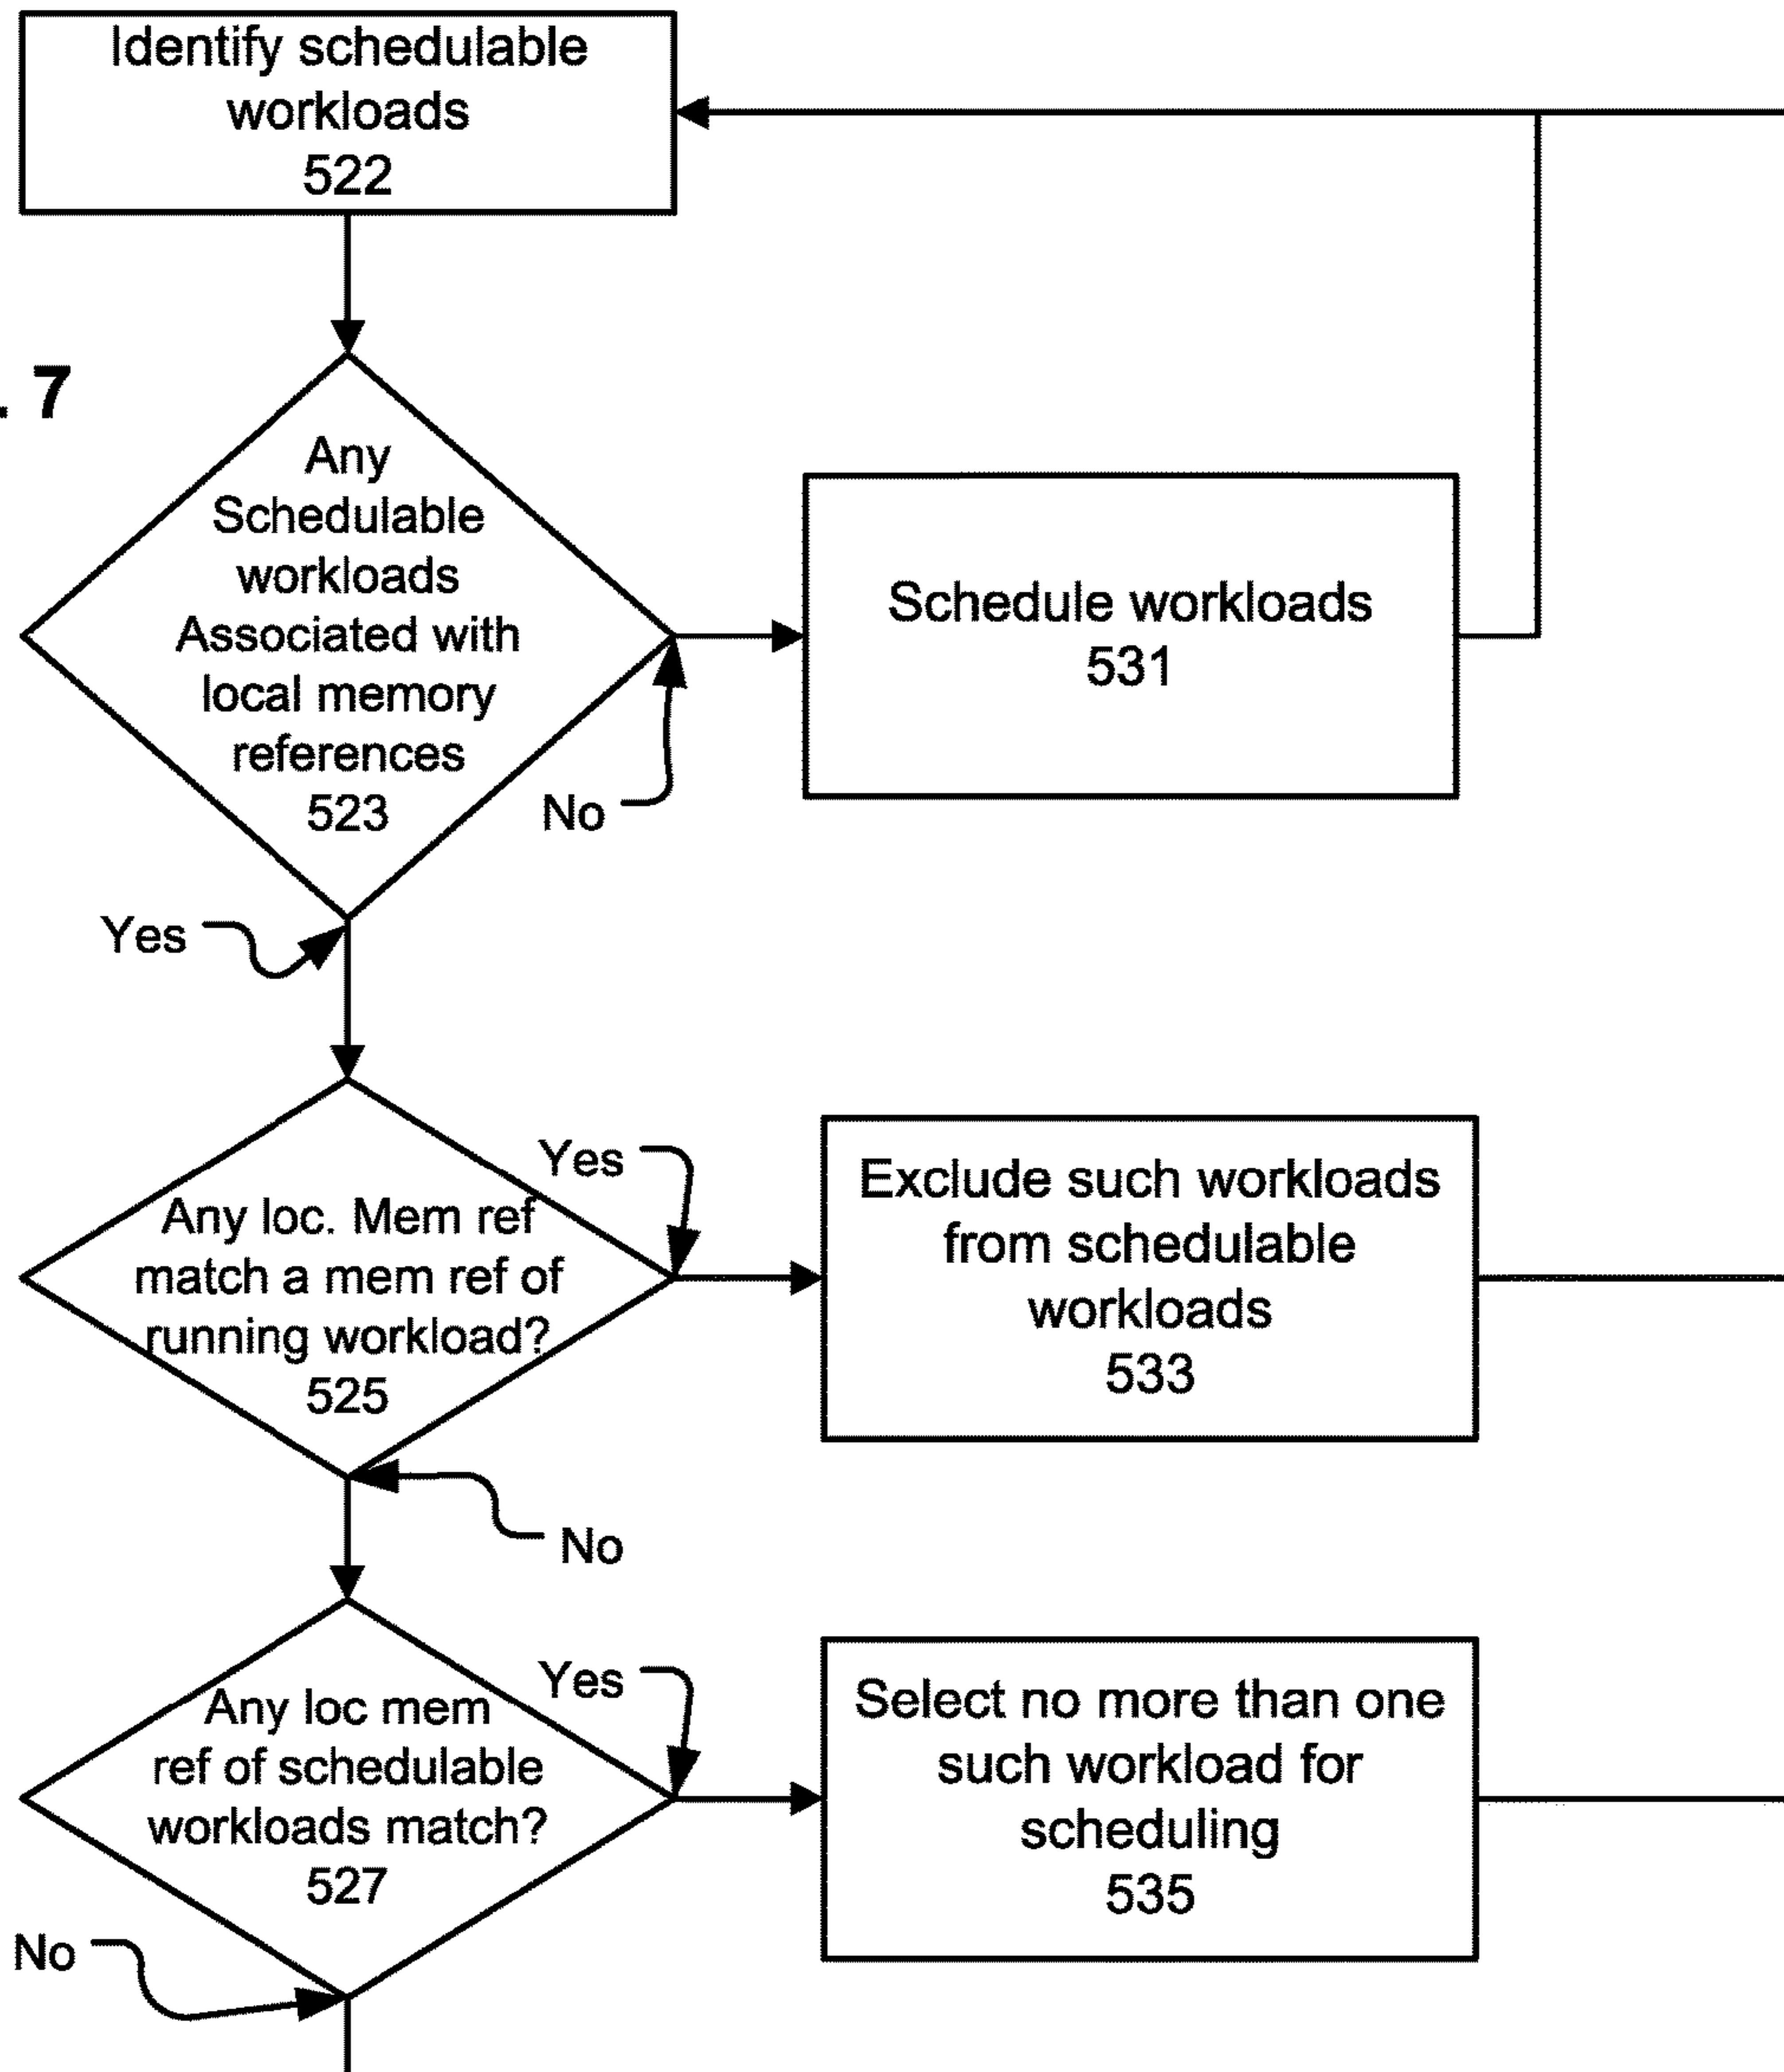 Identify schedulable
workloads
522
. 7
Any
Schedulable
workloads
Associated with
local memory
references
523
No
Schedule workloads
531
Yes
Any loc. Mem ref
match a mem ref of
running workload?
525
Yes
Exclude such workloads
from schedulable
workloads
533
No
Any loc mem
ref of schedulable
workloads match?
527
Yes
Select no more than one
such workload for
scheduling
535
No